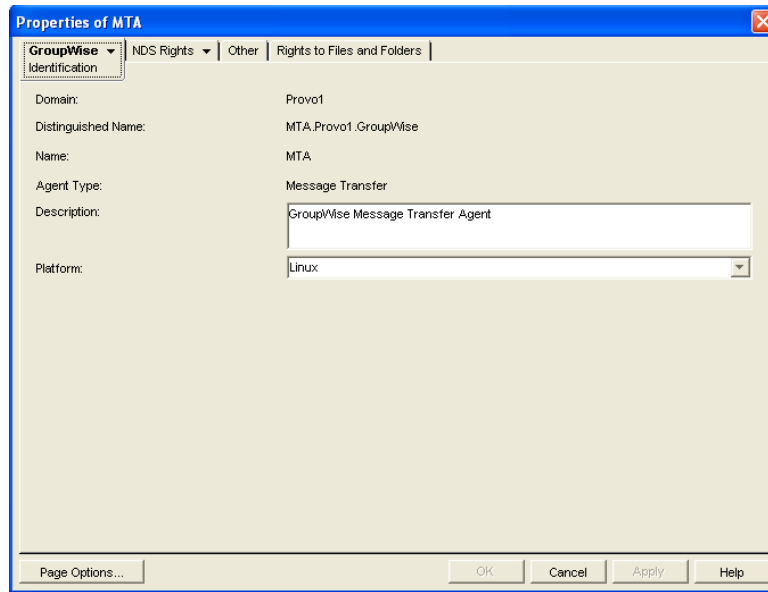 Properties of MTA
GroupWise NDS Rights Other Rights to Files and Folders
Identification
Domain: Provo1
Distinguished Name: MTA.Provo1.GroupWise
Name: MTA
Agent Type: Message Transfer
Description: GroupWise Message Transfer Agent
Platform: Linux
Page Options... OK Cancel Apply Help